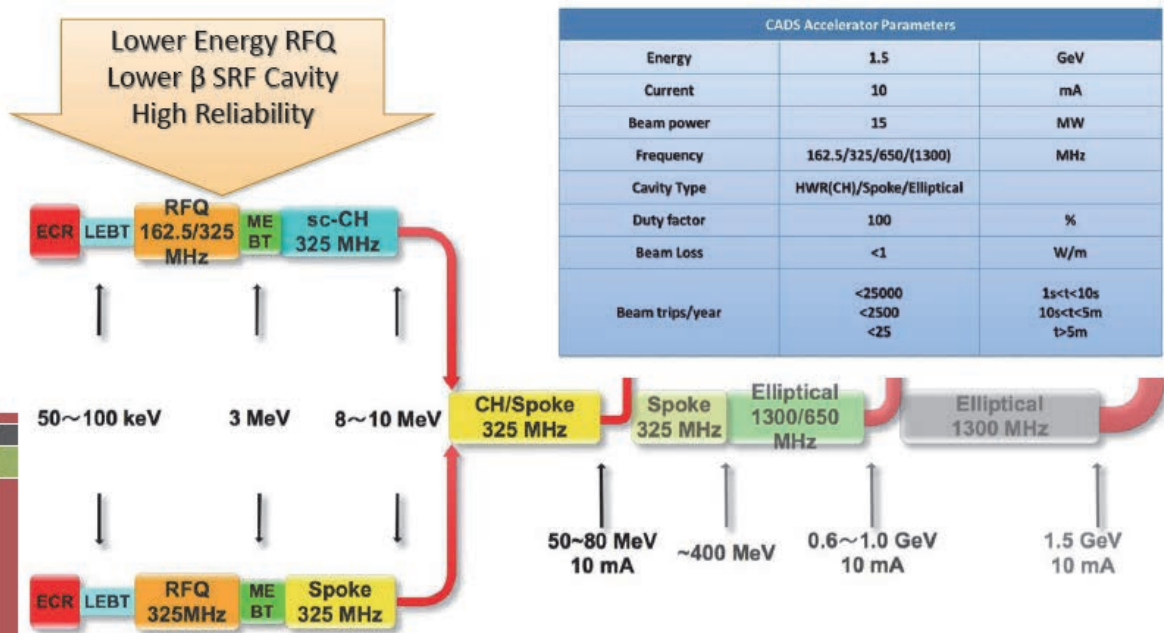 Lower Energy RFQ
Lower β SRF Cavity
High Reliability
CADS Accelerator Parameters
Energy 1.5 GeV
Current 10 mA
Beam power 15 MW
Frequency 162.5/325/650/(1300) MHz
Cavity Type HWR(CH)/Spoke/Elliptical
Duty factor 100 %
Beam Loss <1 W/m
Beam trips/year
<25000 1s<t<10s
<2500 10s<t<5m
<25 t>5m
ECR
LEBT
RFQ
162.5/325
MHz
ME
BT
sc-CH
325 MHz
50~100 keV
3 MeV
8~10 MeV
CH/Spoke
325 MHz
Spoke
325 MHz
Elliptical
1300/650
MHz
Elliptical
1300 MHz
50~80 MeV
10 mA
~400 MeV
0.6~1.0 GeV
10 mA
1.5 GeV
10 mA
ECR
LEBT
RFQ
325MHz
ME
BT
Spoke
325 MHz